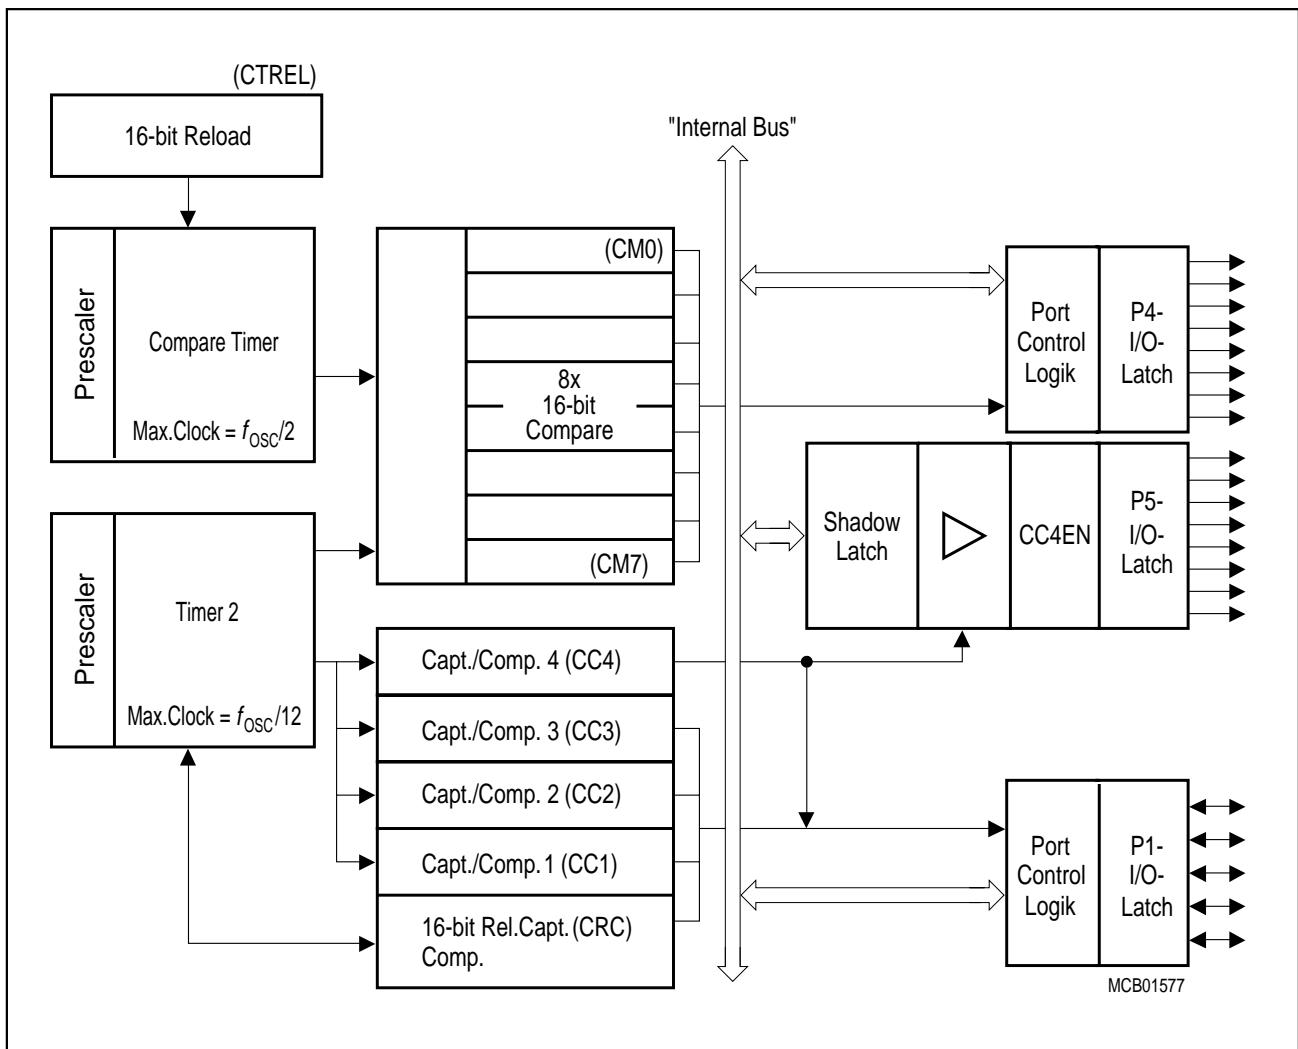 (CTREL)
16-bit Reload
"Internal Bus"
Prescaler
Compare Timer
Max.Clock = fOSC/2
(CM0)
8x
16-bit
Compare
(CM7)
Port
Control
Logik
P4-
I/O-
Latch
Shadow
Latch
CC4EN
P5-
I/O-
Latch
Prescaler
Timer 2
Max.Clock = fOSC/12
Capt./Comp. 4 (CC4)
Capt./Comp. 3 (CC3)
Capt./Comp. 2 (CC2)
Capt./Comp. 1 (CC1)
16-bit Rel.Capt. (CRC)
Comp.
Port
Control
Logik
P1-
I/O-
Latch
MCB01577